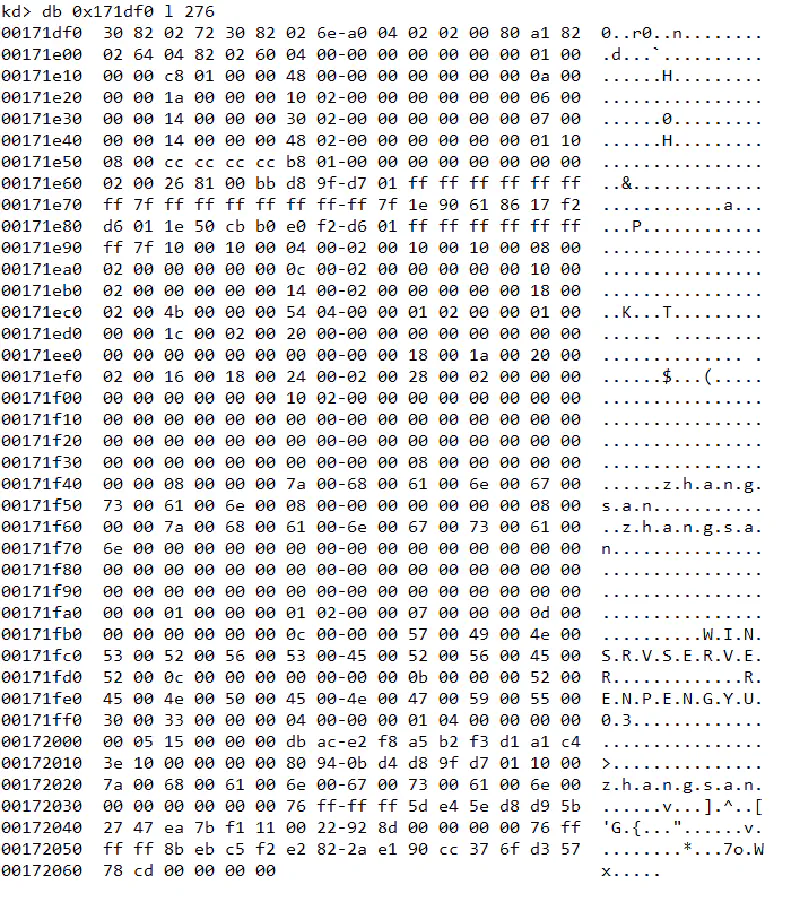 kd> db 0x171df0 l 276
00171df0  30 82 02 72 30 82 02 6e-a0 04 02 02 00 80 a1 82  0..r0..n........
00171e00  02 64 04 82 02 60 04 00-00 00 00 00 00 00 01 00  .d...`..........
00171e10  00 00 c8 01 00 00 48 00-00 00 00 00 00 00 0a 00  ......H.........
00171e20  00 00 1a 00 00 00 10 02-00 00 00 00 00 00 06 00  ................
00171e30  00 00 14 00 00 00 30 02-00 00 00 00 00 00 07 00  ......0.........
00171e40  00 00 14 00 00 00 48 02-00 00 00 00 00 00 01 10  ......H.........
00171e50  08 00 cc cc cc cc b8 01-00 00 00 00 00 00 00 00  ................
00171e60  02 00 26 81 00 bb d8 9f-d7 01 ff ff ff ff ff ff  ..&.............
00171e70  ff 7f ff ff ff ff ff ff-ff 7f 1e 90 61 86 17 f2  ............a...
00171e80  d6 01 1e 50 cb b0 e0 f2-d6 01 ff ff ff ff ff ff  ...P............
00171e90  ff 7f 10 00 10 00 04 00-02 00 10 00 10 00 08 00  ................
00171ea0  02 00 00 00 00 00 0c 00-02 00 00 00 00 00 10 00  ................
00171eb0  02 00 00 00 00 00 14 00-02 00 00 00 00 00 18 00  ................
00171ec0  02 00 4b 00 00 00 54 04-00 00 01 02 00 00 01 00  ..K...T.........
00171ed0  00 00 1c 00 02 00 20 00-00 00 00 00 00 00 00 00  ...... .........
00171ee0  00 00 00 00 00 00 00 00-00 00 18 00 1a 00 20 00  .............. .
00171ef0  02 00 16 00 18 00 24 00-02 00 28 00 02 00 00 00  ......$...(.....
00171f00  00 00 00 00 00 00 10 02-00 00 00 00 00 00 00 00  ................
00171f10  00 00 00 00 00 00 00 00-00 00 00 00 00 00 00 00  ................
00171f20  00 00 00 00 00 00 00 00-00 00 00 00 00 00 00 00  ................
00171f30  00 00 00 00 00 00 00 00-00 00 08 00 00 00 00 00  ................
00171f40  00 00 08 00 00 00 7a 00-68 00 61 00 6e 00 67 00  ......z.h.a.n.g.
00171f50  73 00 61 00 6e 00 08 00-00 00 00 00 00 00 08 00  s.a.n...........
00171f60  00 00 7a 00 68 00 61 00-6e 00 67 00 73 00 61 00  ..z.h.a.n.g.s.a.
00171f70  6e 00 00 00 00 00 00 00-00 00 00 00 00 00 00 00  n...............
00171f80  00 00 00 00 00 00 00 00-00 00 00 00 00 00 00 00  ................
00171f90  00 00 00 00 00 00 00 00-00 00 00 00 00 00 00 00  ................
00171fa0  00 00 01 00 00 00 01 02-00 00 07 00 00 00 0d 00  ................
00171fb0  00 00 00 00 00 00 0c 00-00 00 57 00 49 00 4e 00  ..........W.I.N.
00171fc0  53 00 52 00 56 00 53 00-45 00 52 00 56 00 45 00  S.R.V.S.E.R.V.E.
00171fd0  52 00 0c 00 00 00 00 00-00 00 0b 00 00 00 52 00  R.............R.
00171fe0  45 00 4e 00 50 00 45 00-4e 00 47 00 59 00 55 00  E.N.P.E.N.G.Y.U.
00171ff0  30 00 33 00 00 00 04 00-00 00 01 04 00 00 00 00  0.3.............
00172000  00 05 15 00 00 00 db ac-e2 f8 a5 b2 f3 d1 a1 c4  ................
00172010  3e 10 00 00 00 00 80 94-0b d4 d8 9f d7 01 10 00  >...............
00172020  7a 00 68 00 61 00 6e 00-67 00 73 00 61 00 6e 00  z.h.a.n.g.s.a.n.
00172030  00 00 00 00 00 00 76 ff-ff ff 5d e4 5e d8 d9 5b  ......v...].^..[
00172040  27 47 ea 7b f1 11 00 22-92 8d 00 00 00 00 76 ff  'G.{..."......v.
00172050  ff ff 8b eb c5 f2 e2 82-2a e1 90 cc 37 6f d3 57  ........*...7o.W
00172060  78 cd 00 00 00 00  x.....